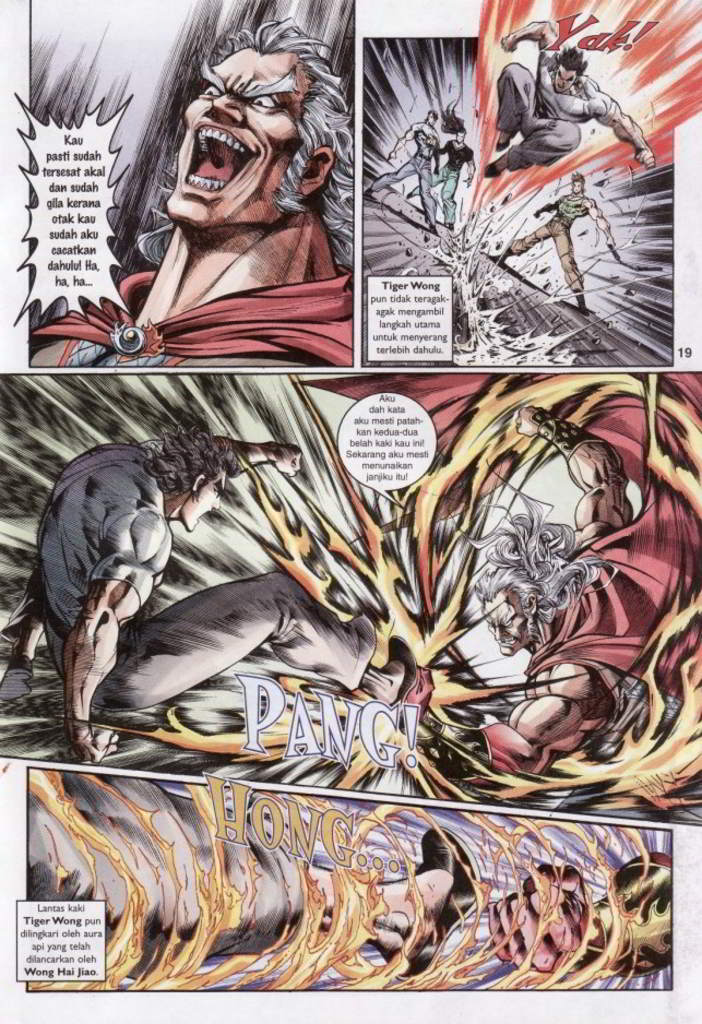 Kau
pasti sudah
tersesat akal
dan sudah
gila kerana
otak kau
sudah aku
cacatkan
dahulu! Ha,
ha, ha...
Yak!
Tiger Wong
pun tidak teragak-
agak mengambil
langkah utama
untuk menyerang
terlebih dahulu.
19
Aku
dah kata
aku mesti patah-
kan kedua-dua
belah kaki kau ini!
Sekarang aku mesti
menunaikan
janjiku itu!
PANG!
HONG...
Lantas kaki
Tiger Wong pun
dilingkari oleh aura
api yang telah
dilancarkan oleh
Wong Hai Jiao.